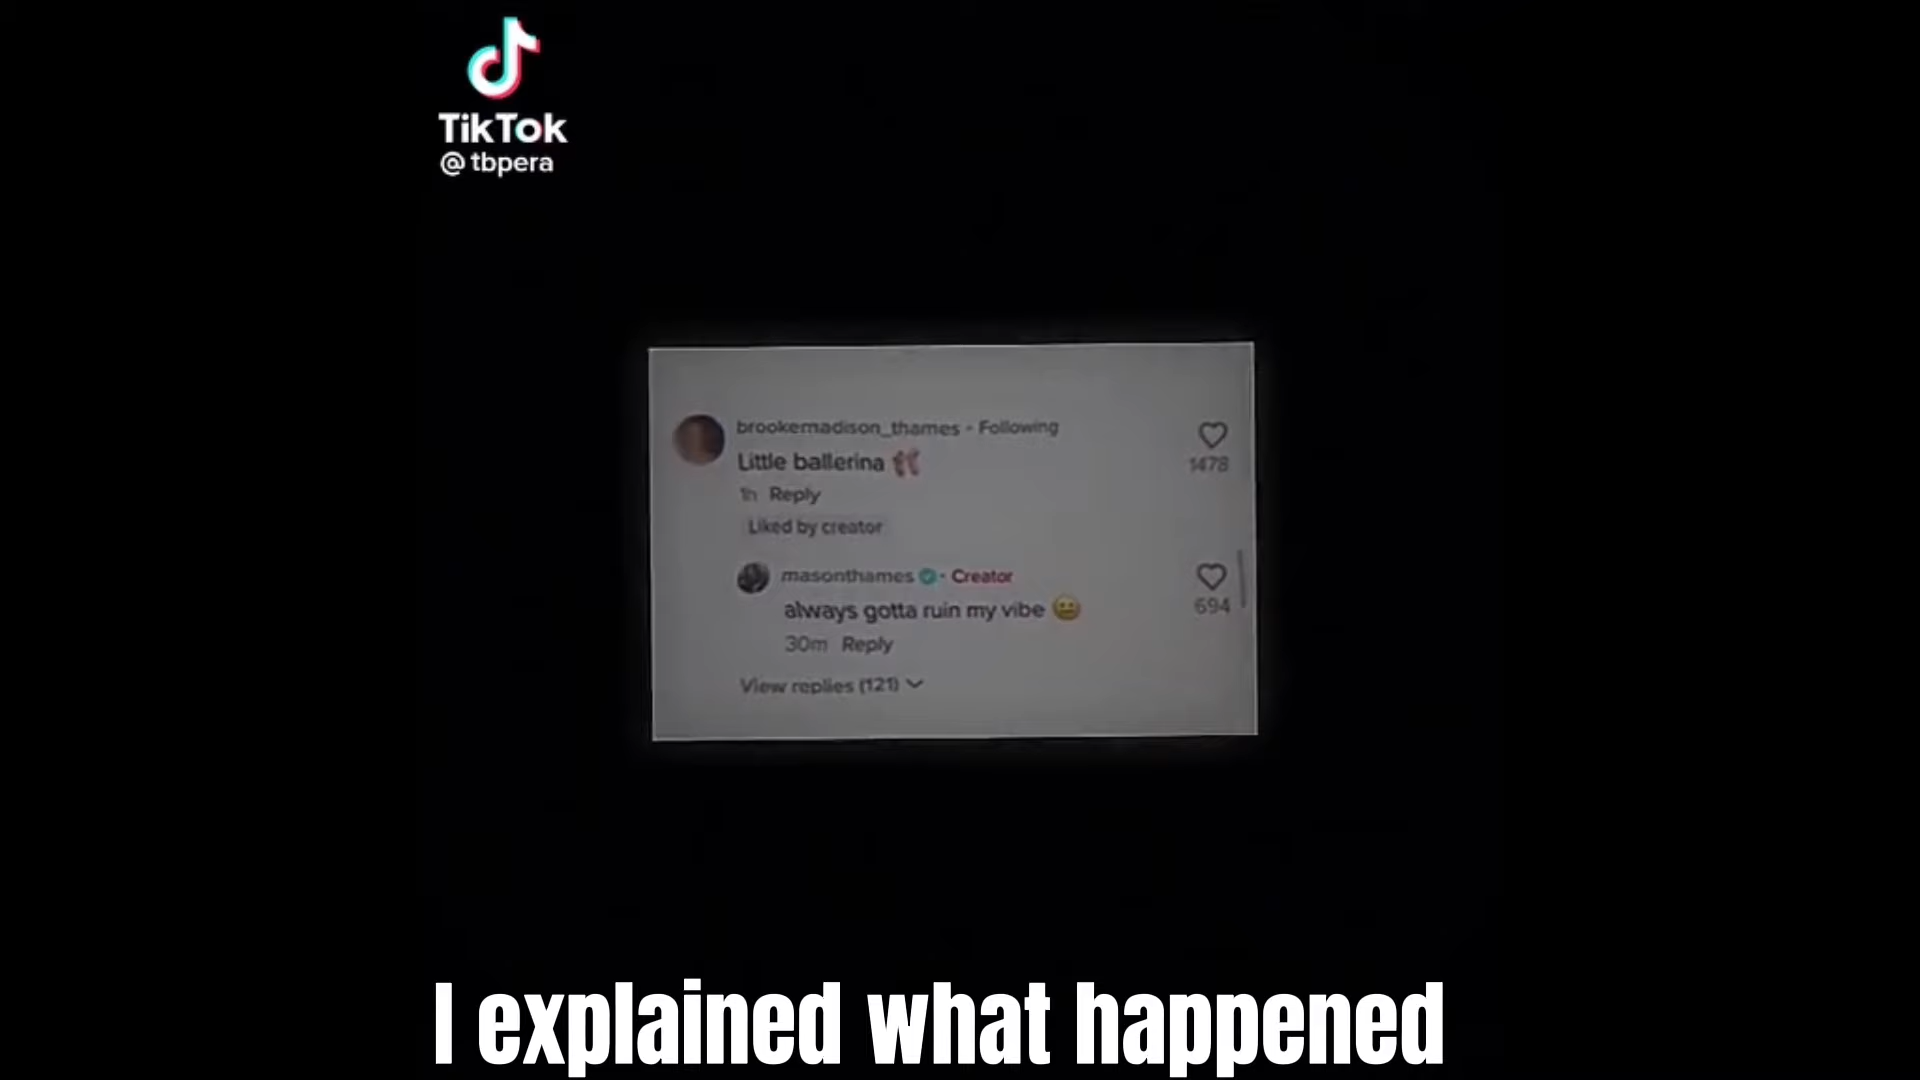 TikTok
@tbpera
brookemadison_thames · Following
Little ballerina 🩰
1478
1h Reply
Liked by creator
masonthames · Creator
always gotta ruin my vibe 😀
694
30m Reply
View replies (121)
I explained what happened